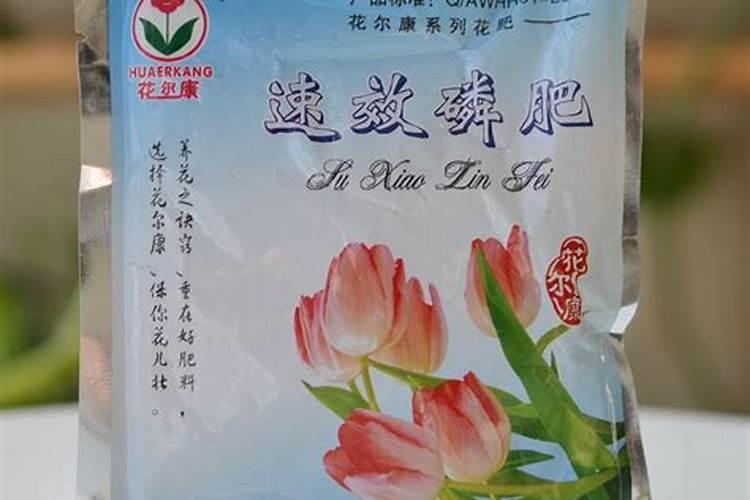 HUAERKANG
花尔康
花尔康系列花肥
速效磷肥
Su Xiao Lin Fei
养花之诀窍、重在好肥料，
选择花尔康、保你花儿壮。
花尔康